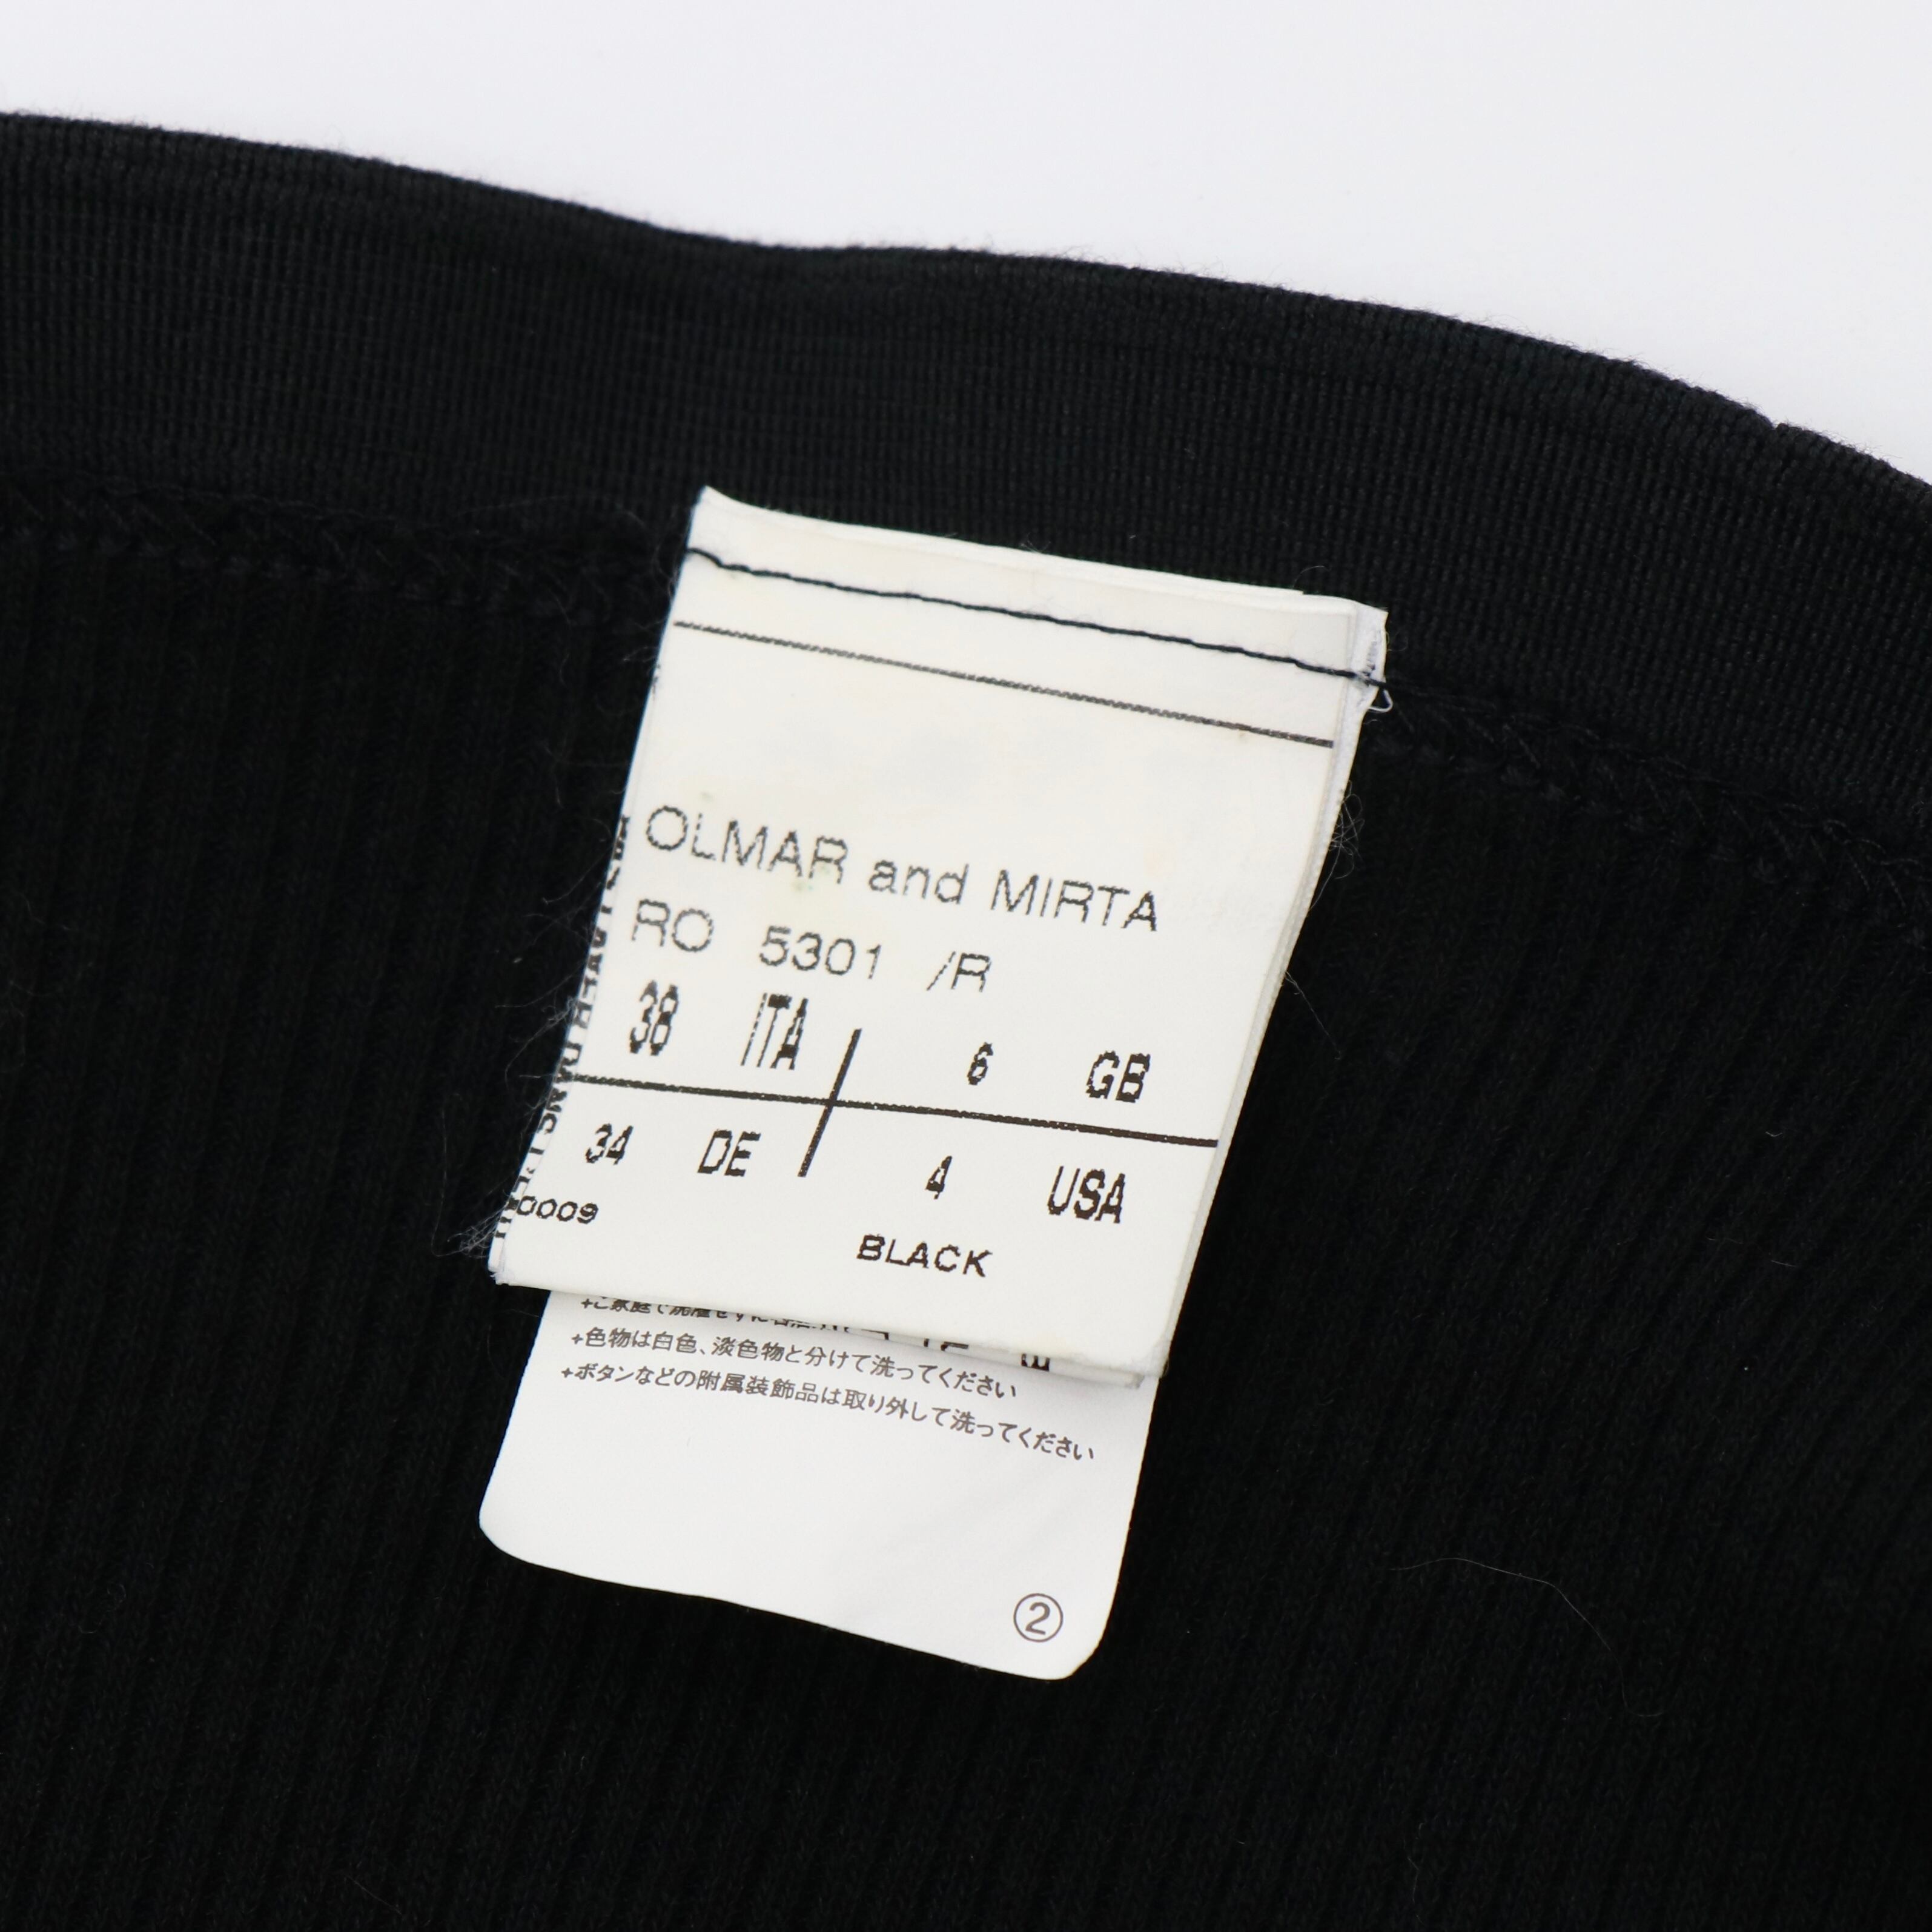 OLMAR and MIRTA
RO 5301 /R
38 ITA 6 GB
34 DE 4 USA
0009
BLACK
+色物は白色、淡色物と分けて洗ってください
+ボタンなどの附属装飾品は取り外して洗ってください
②